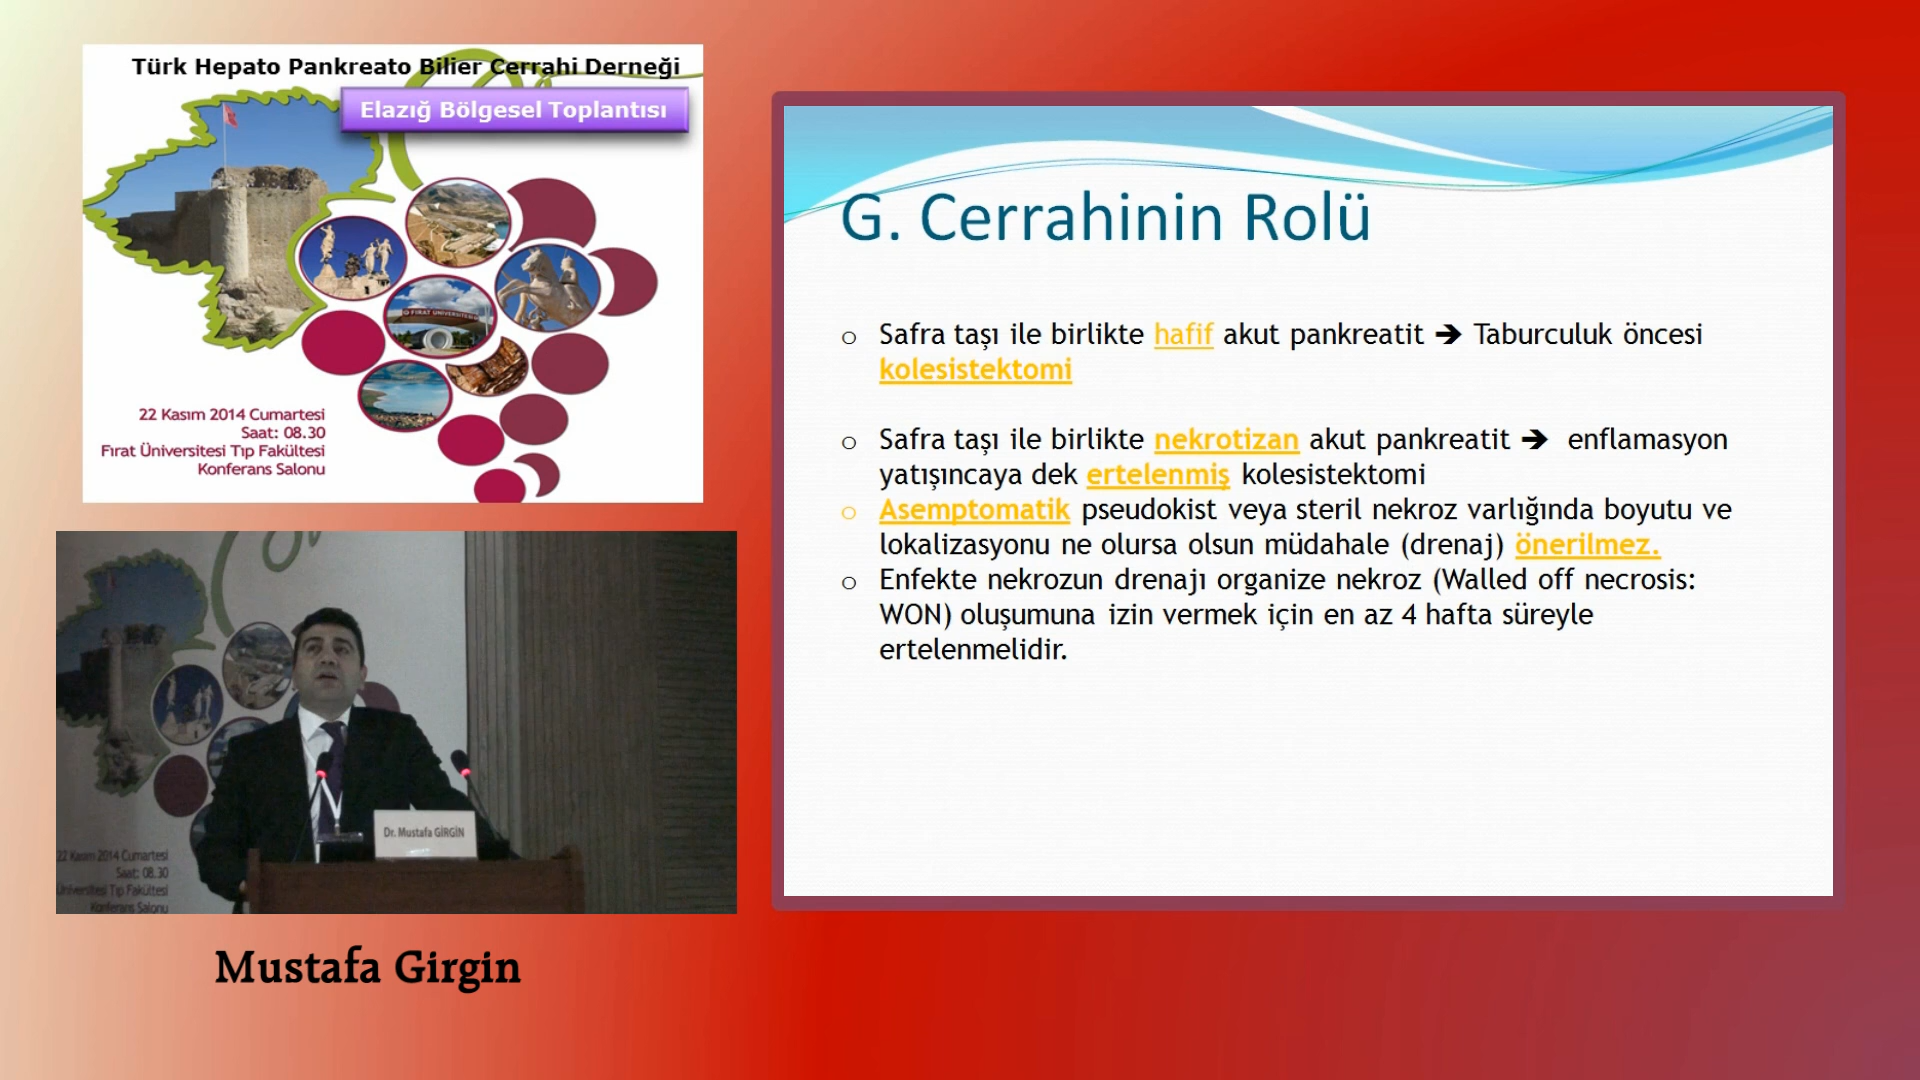 Türk Hepato Pankreato Bilier Cerrahi Derneği
Elazığ Bölgesel Toplantısı
FIRAT ÜNİVERSİTESİ
22 Kasım 2014 Cumartesi
Saat: 08.30
Fırat Üniversitesi Tıp Fakültesi
Konferans Salonu
G. Cerrahinin Rolü
o Safra taşı ile birlikte hafif akut pankreatit ➔ Taburculuk öncesi
kolesistektomi
o Safra taşı ile birlikte nekrotizan akut pankreatit ➔ enflamasyon
yatışıncaya dek ertelenmiş kolesistektomi
o Asemptomatik pseudokist veya steril nekroz varlığında boyutu ve
lokalizasyonu ne olursa olsun müdahale (drenaj) önerilmez.
o Enfekte nekrozun drenajı organize nekroz (Walled off necrosis:
WON) oluşumuna izin vermek için en az 4 hafta süreyle
ertelenmelidir.
Dr. Mustafa GİRGİN
22 Kasım 2014 Cumartesi
Saat: 08.30
Üniversitesi Tıp Fakültesi
Konferans Salonu
Mustafa Girgin